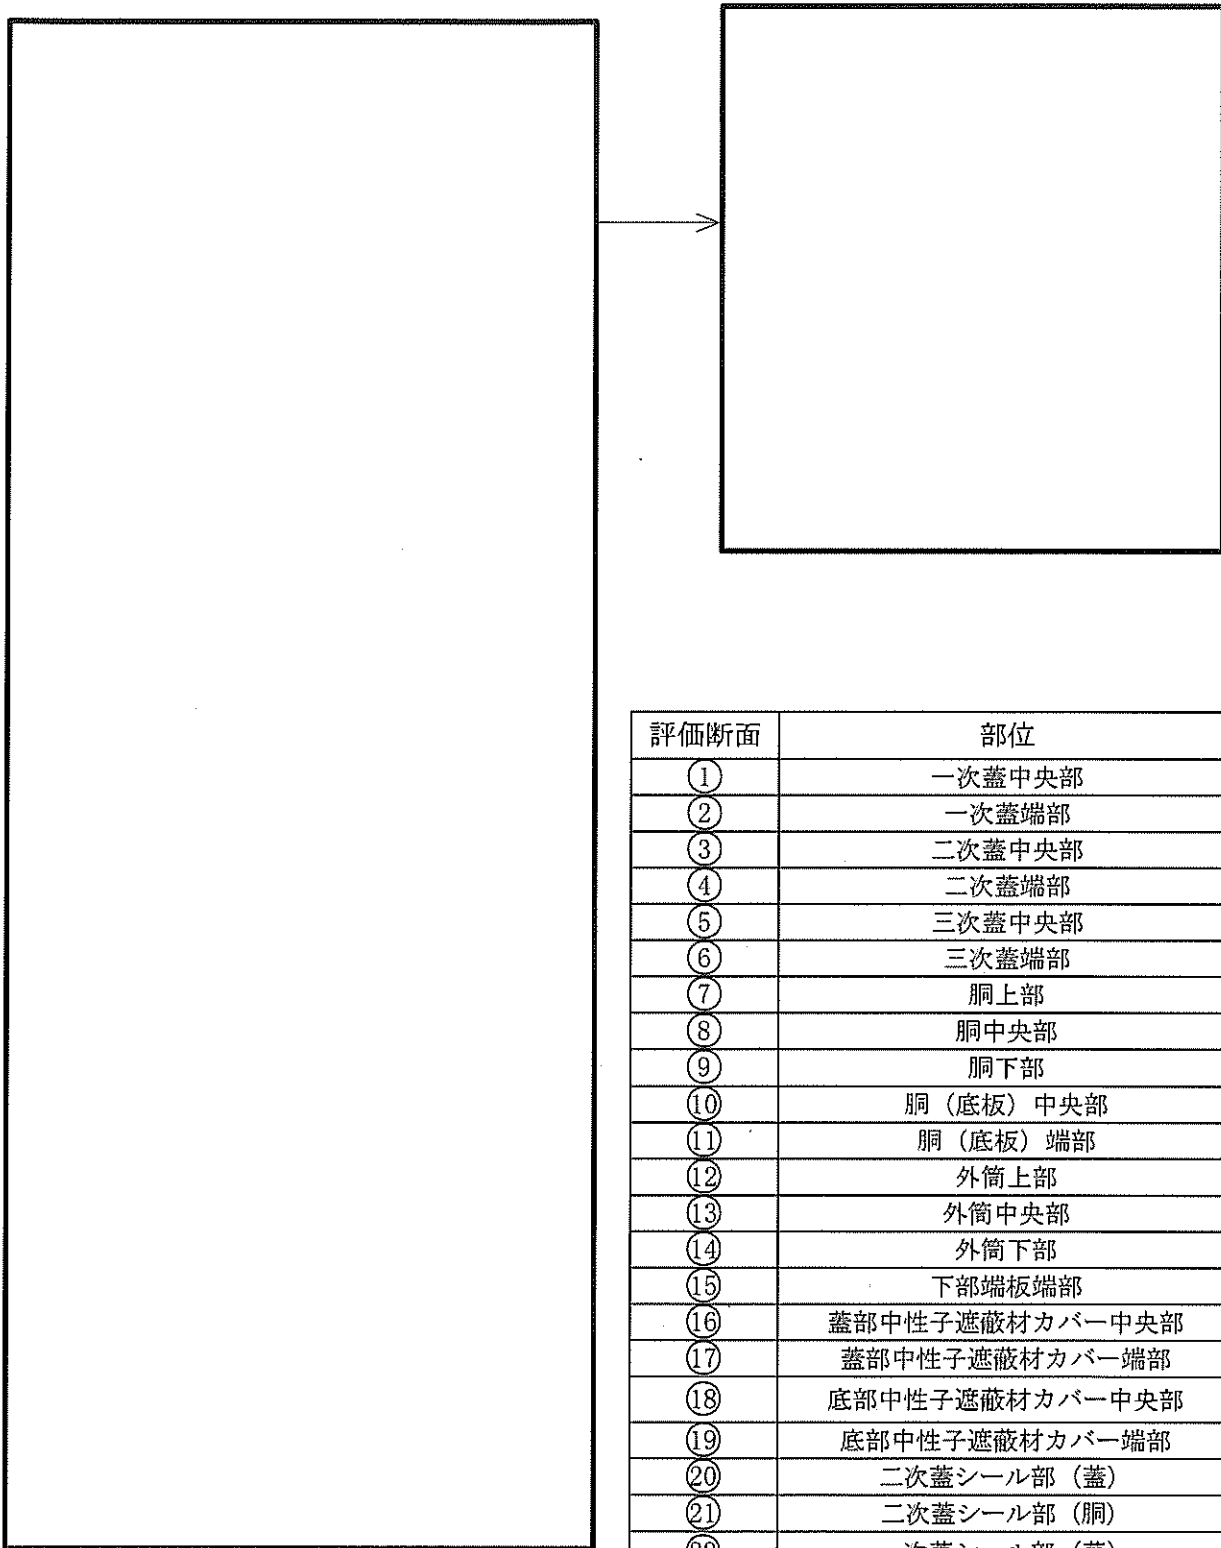 評価断面 部位
① 一次蓋中央部
② 一次蓋端部
③ 二次蓋中央部
④ 二次蓋端部
⑤ 三次蓋中央部
⑥ 三次蓋端部
⑦ 胴上部
⑧ 胴中央部
⑨ 胴下部
⑩ 胴（底板）中央部
⑪ 胴（底板）端部
⑫ 外筒上部
⑬ 外筒中央部
⑭ 外筒下部
⑮ 下部端板端部
⑯ 蓋部中性子遮蔽材カバー中央部
⑰ 蓋部中性子遮蔽材カバー端部
⑱ 底部中性子遮蔽材カバー中央部
⑲ 底部中性子遮蔽材カバー端部
⑳ 二次蓋シール部（蓋）
㉑ 二次蓋シール部（胴）